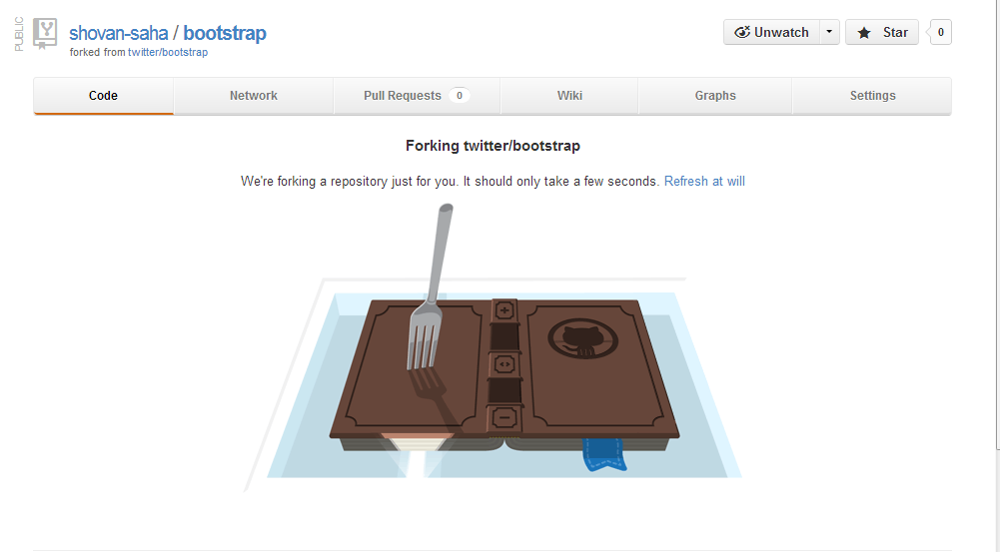 PUBLIC
shovan-saha / bootstrap
forked from twitter/bootstrap
Unwatch
Star
0
Code
Network
Pull Requests 0
Wiki
Graphs
Settings
Forking twitter/bootstrap
We're forking a repository just for you. It should only take a few seconds. Refresh at will